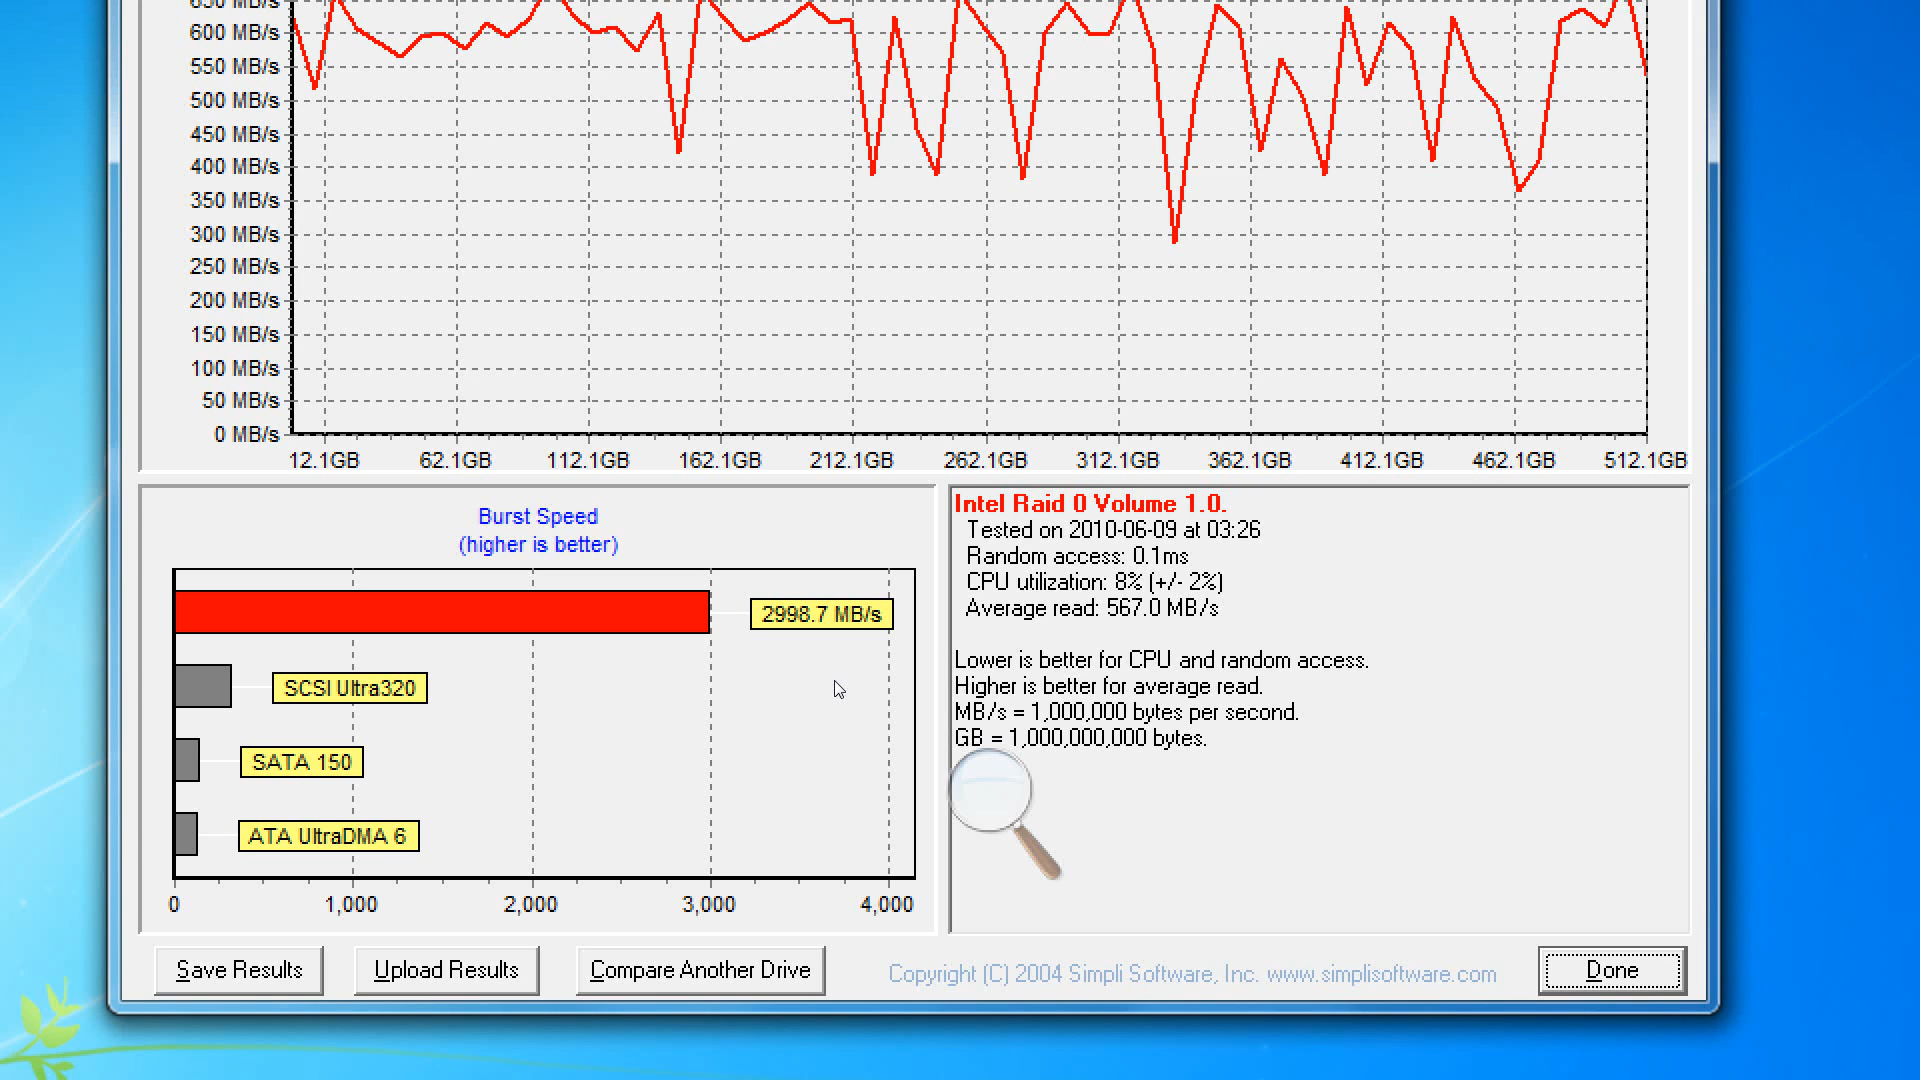 650 MB/s
600 MB/s
550 MB/s
500 MB/s
450 MB/s
400 MB/s
350 MB/s
300 MB/s
250 MB/s
200 MB/s
150 MB/s
100 MB/s
50 MB/s
0 MB/s
12.1GB 62.1GB 112.1GB 162.1GB 212.1GB 262.1GB 312.1GB 362.1GB 412.1GB 462.1GB 512.1GB
Burst Speed
(higher is better)
2998.7 MB/s
SCSI Ultra320
SATA 150
ATA UltraDMA 6
0 1,000 2,000 3,000 4,000
Intel Raid 0 Volume 1.0.
Tested on 2010-06-09 at 03:26
Random access: 0.1ms
CPU utilization: 8% (+/- 2%)
Average read: 567.0 MB/s
Lower is better for CPU and random access.
Higher is better for average read.
MB/s = 1,000,000 bytes per second.
GB = 1,000,000,000 bytes.
Save Results
Upload Results
Compare Another Drive
Copyright (C) 2004 Simpli Software, Inc. www.simplisoftware.com
Done